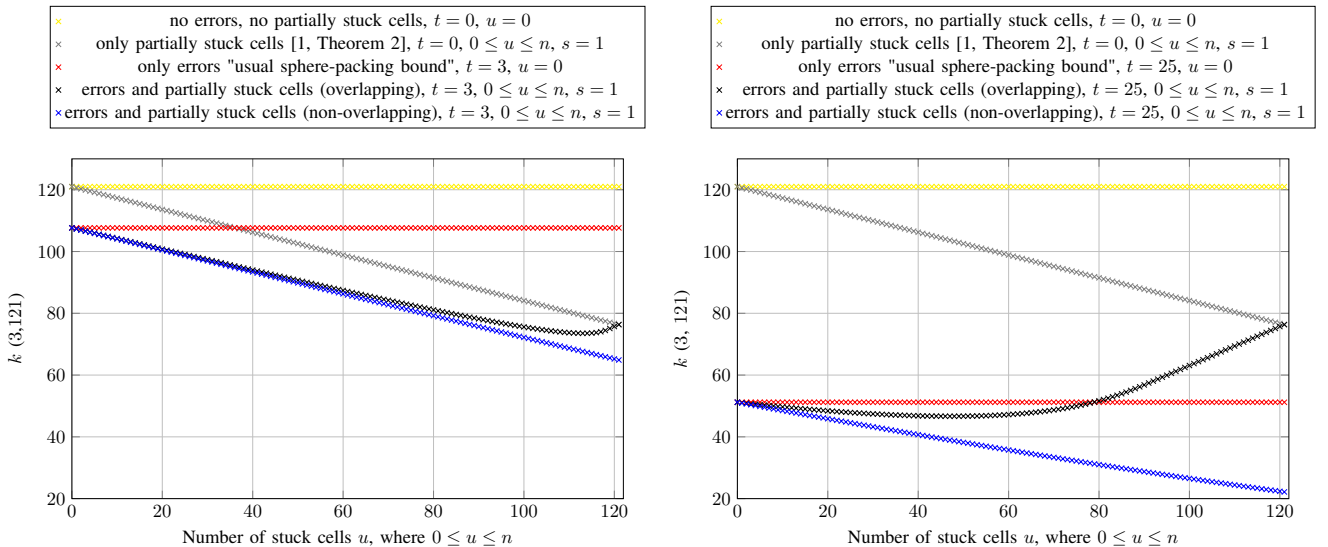 no errors, no partially stuck cells, t = 0, u = 0
only partially stuck cells [1, Theorem 2], t = 0, 0 ≤ u ≤ n, s = 1
only errors "usual sphere-packing bound", t = 3, u = 0
errors and partially stuck cells (overlapping), t = 3, 0 ≤ u ≤ n, s = 1
errors and partially stuck cells (non-overlapping), t = 3, 0 ≤ u ≤ n, s = 1
120
100
80
60
40
20
k (3,121)
0 20 40 60 80 100 120
Number of stuck cells u, where 0 ≤ u ≤ n
no errors, no partially stuck cells, t = 0, u = 0
only partially stuck cells [1, Theorem 2], t = 0, 0 ≤ u ≤ n, s = 1
only errors "usual sphere-packing bound", t = 25, u = 0
errors and partially stuck cells (overlapping), t = 25, 0 ≤ u ≤ n, s = 1
errors and partially stuck cells (non-overlapping), t = 25, 0 ≤ u ≤ n, s = 1
120
100
80
60
40
20
k (3, 121)
0 20 40 60 80 100 120
Number of stuck cells u, where 0 ≤ u ≤ n